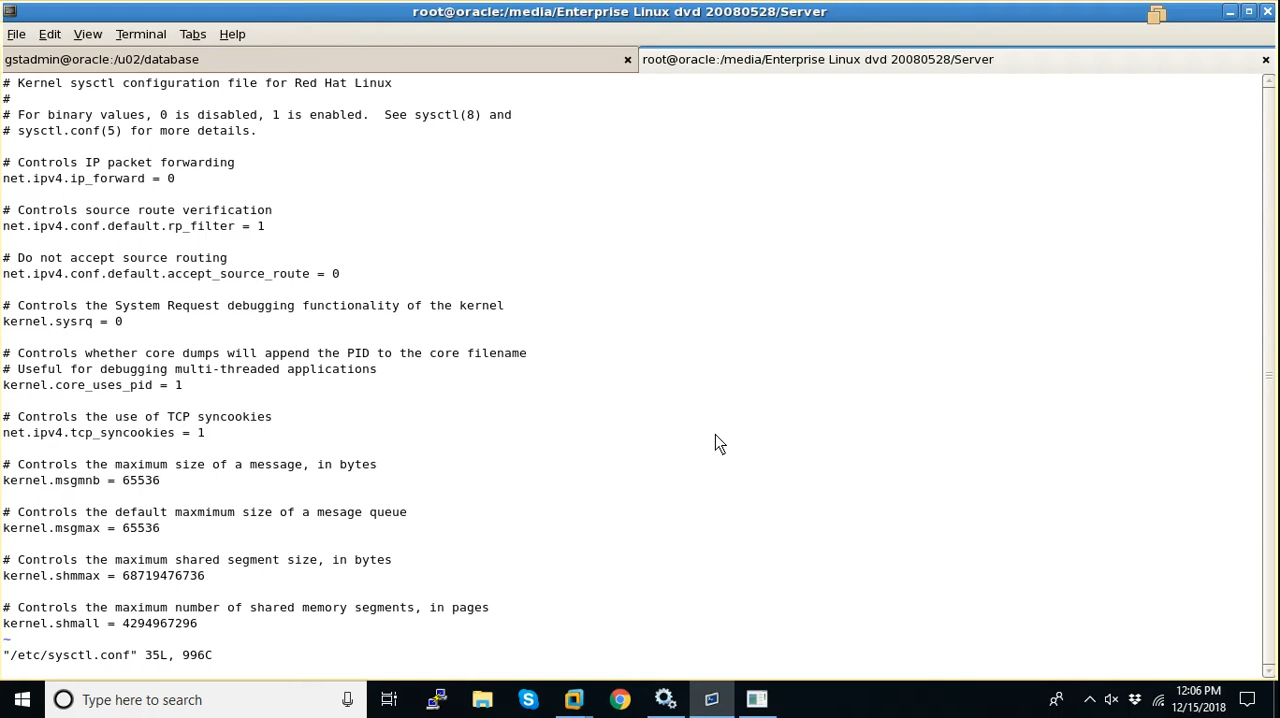 root@oracle:/media/Enterprise Linux dvd 20080528/Server
File Edit View Terminal Tabs Help
gstadmin@oracle:/u02/database
root@oracle:/media/Enterprise Linux dvd 20080528/Server
# Kernel sysctl configuration file for Red Hat Linux
#
# For binary values, 0 is disabled, 1 is enabled.  See sysctl(8) and
# sysctl.conf(5) for more details.
# Controls IP packet forwarding
net.ipv4.ip_forward = 0
# Controls source route verification
net.ipv4.conf.default.rp_filter = 1
# Do not accept source routing
net.ipv4.conf.default.accept_source_route = 0
# Controls the System Request debugging functionality of the kernel
kernel.sysrq = 0
# Controls whether core dumps will append the PID to the core filename
# Useful for debugging multi-threaded applications
kernel.core_uses_pid = 1
# Controls the use of TCP syncookies
net.ipv4.tcp_syncookies = 1
# Controls the maximum size of a message, in bytes
kernel.msgmnb = 65536
# Controls the default maxmimum size of a mesage queue
kernel.msgmax = 65536
# Controls the maximum shared segment size, in bytes
kernel.shmmax = 68719476736
# Controls the maximum number of shared memory segments, in pages
kernel.shmall = 4294967296
~
"/etc/sysctl.conf" 35L, 996C
Type here to search
12:06 PM
12/15/2018